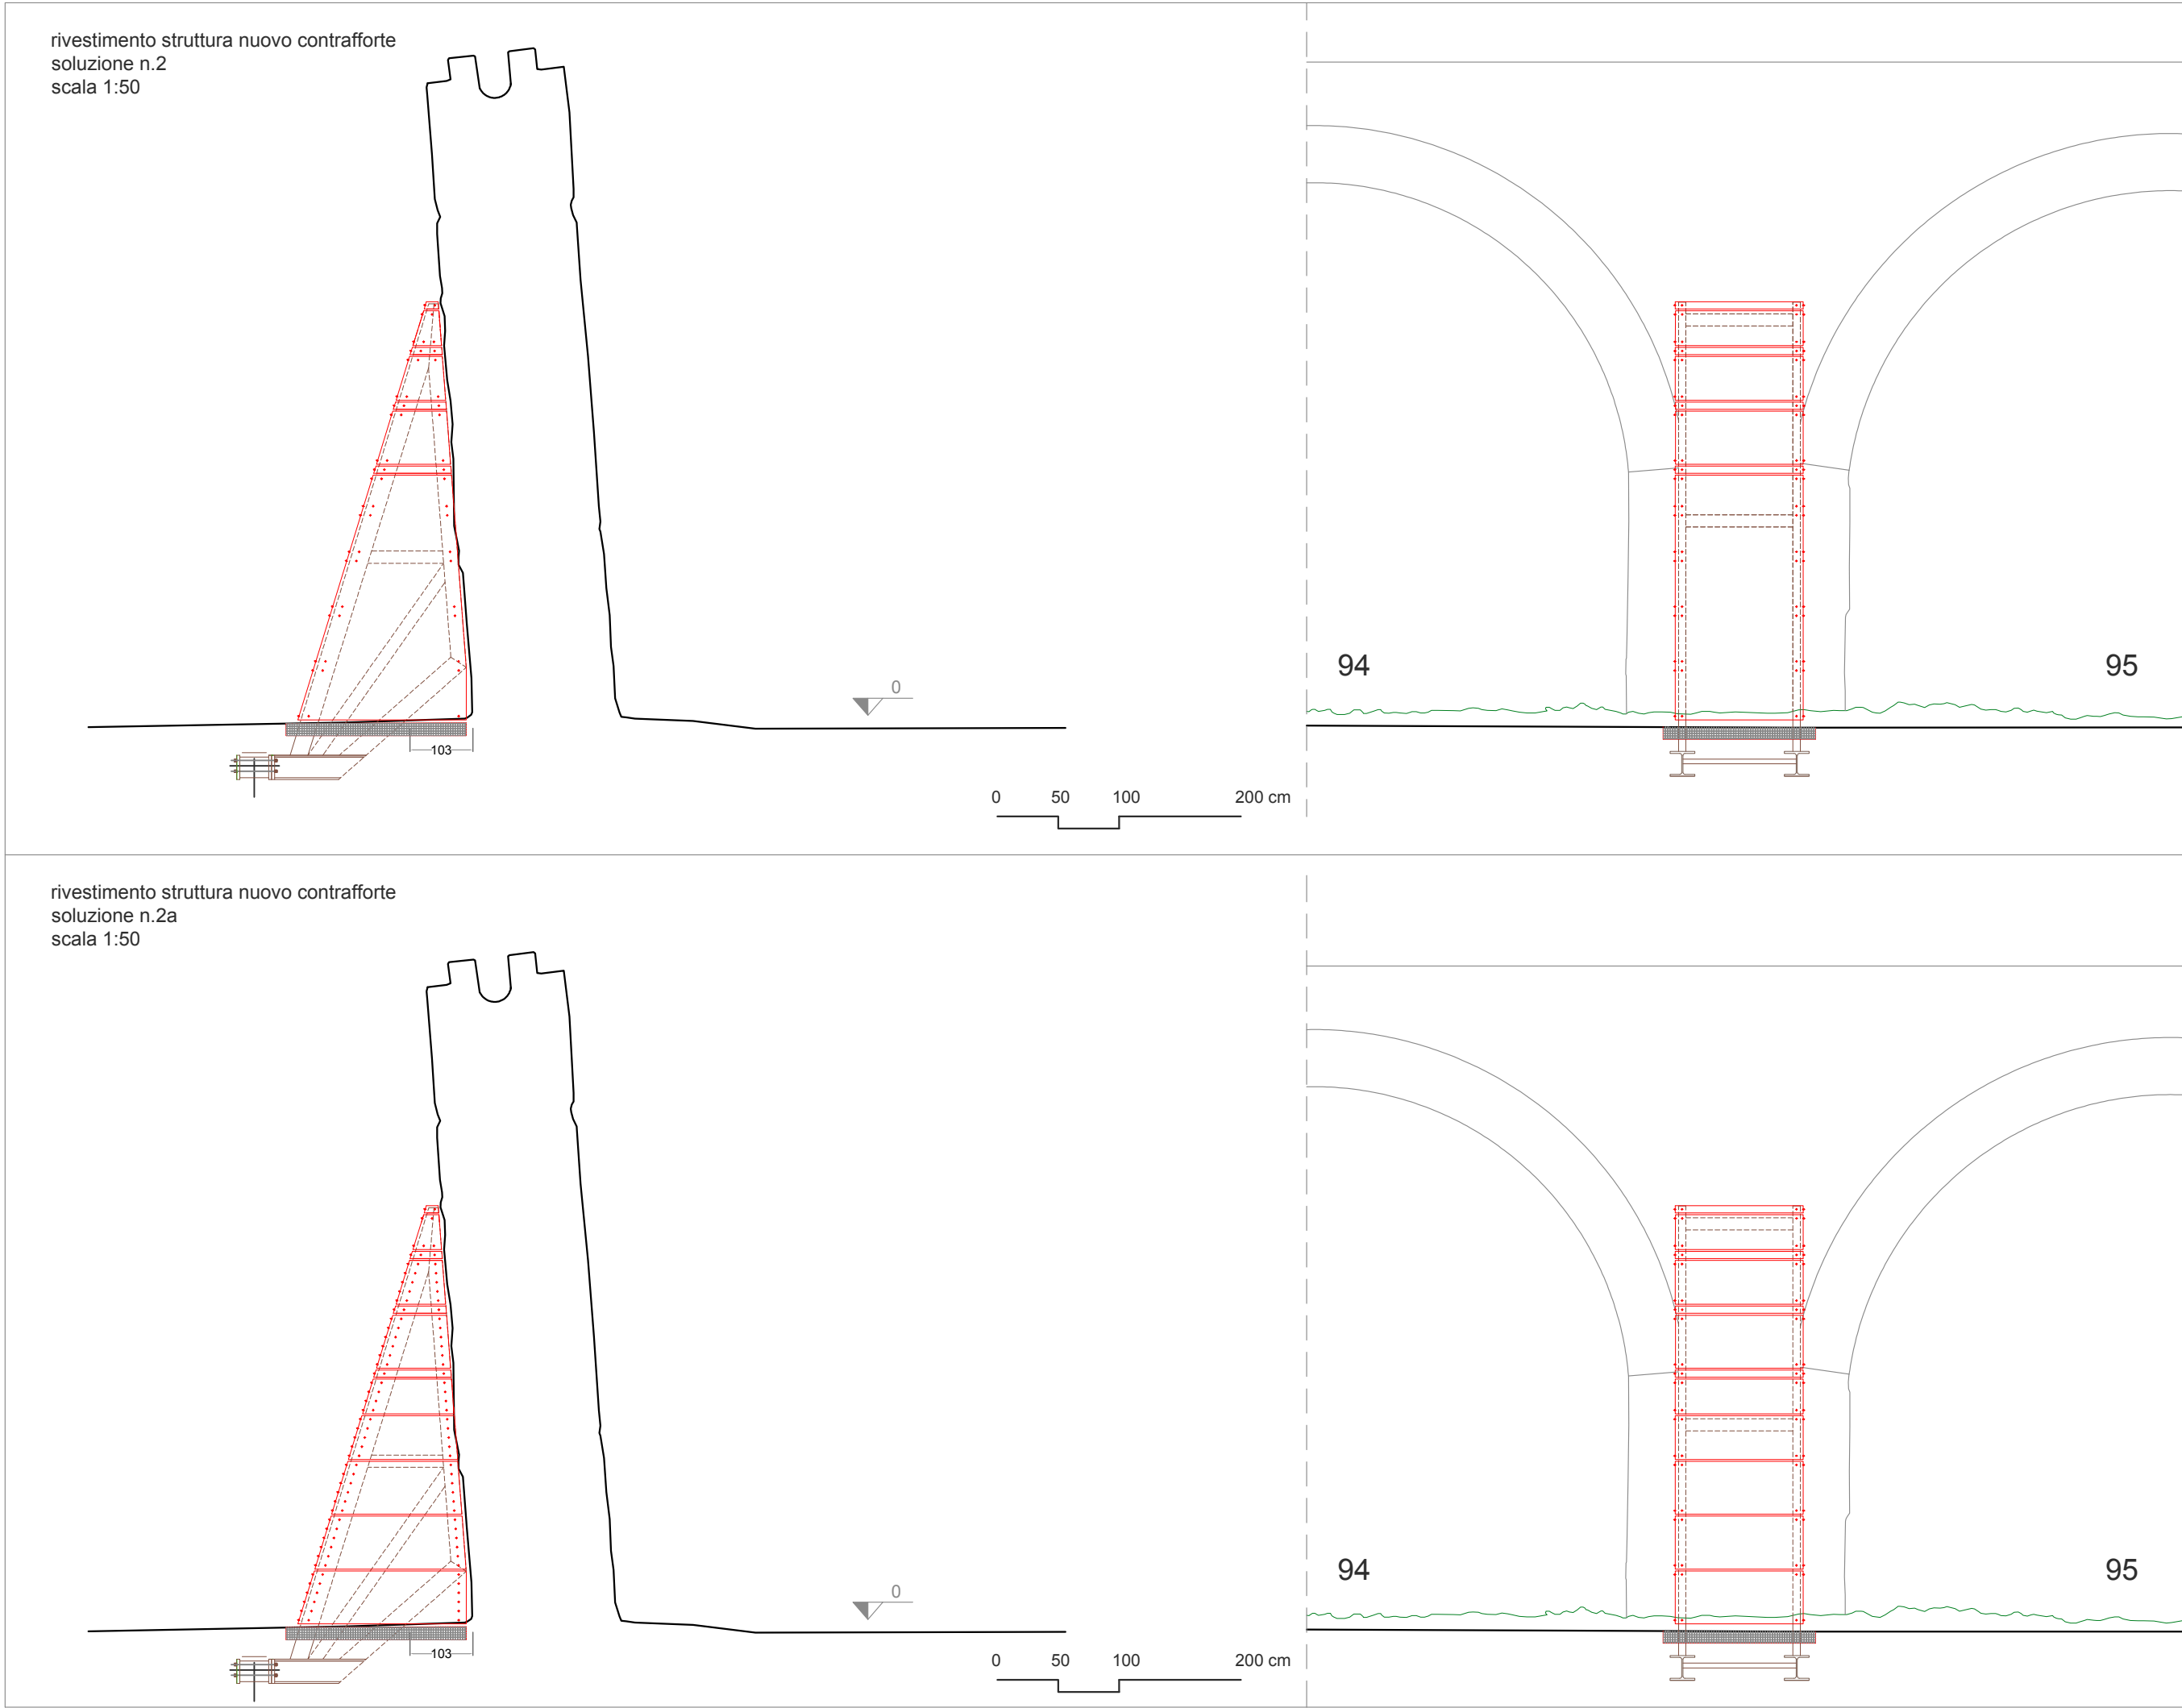 rivestimento struttura nuovo contrafforte
soluzione n.2
scala 1:50
0
94
95
103
0 50 100 200 cm
rivestimento struttura nuovo contrafforte
soluzione n.2a
scala 1:50
0
94
95
103
0 50 100 200 cm